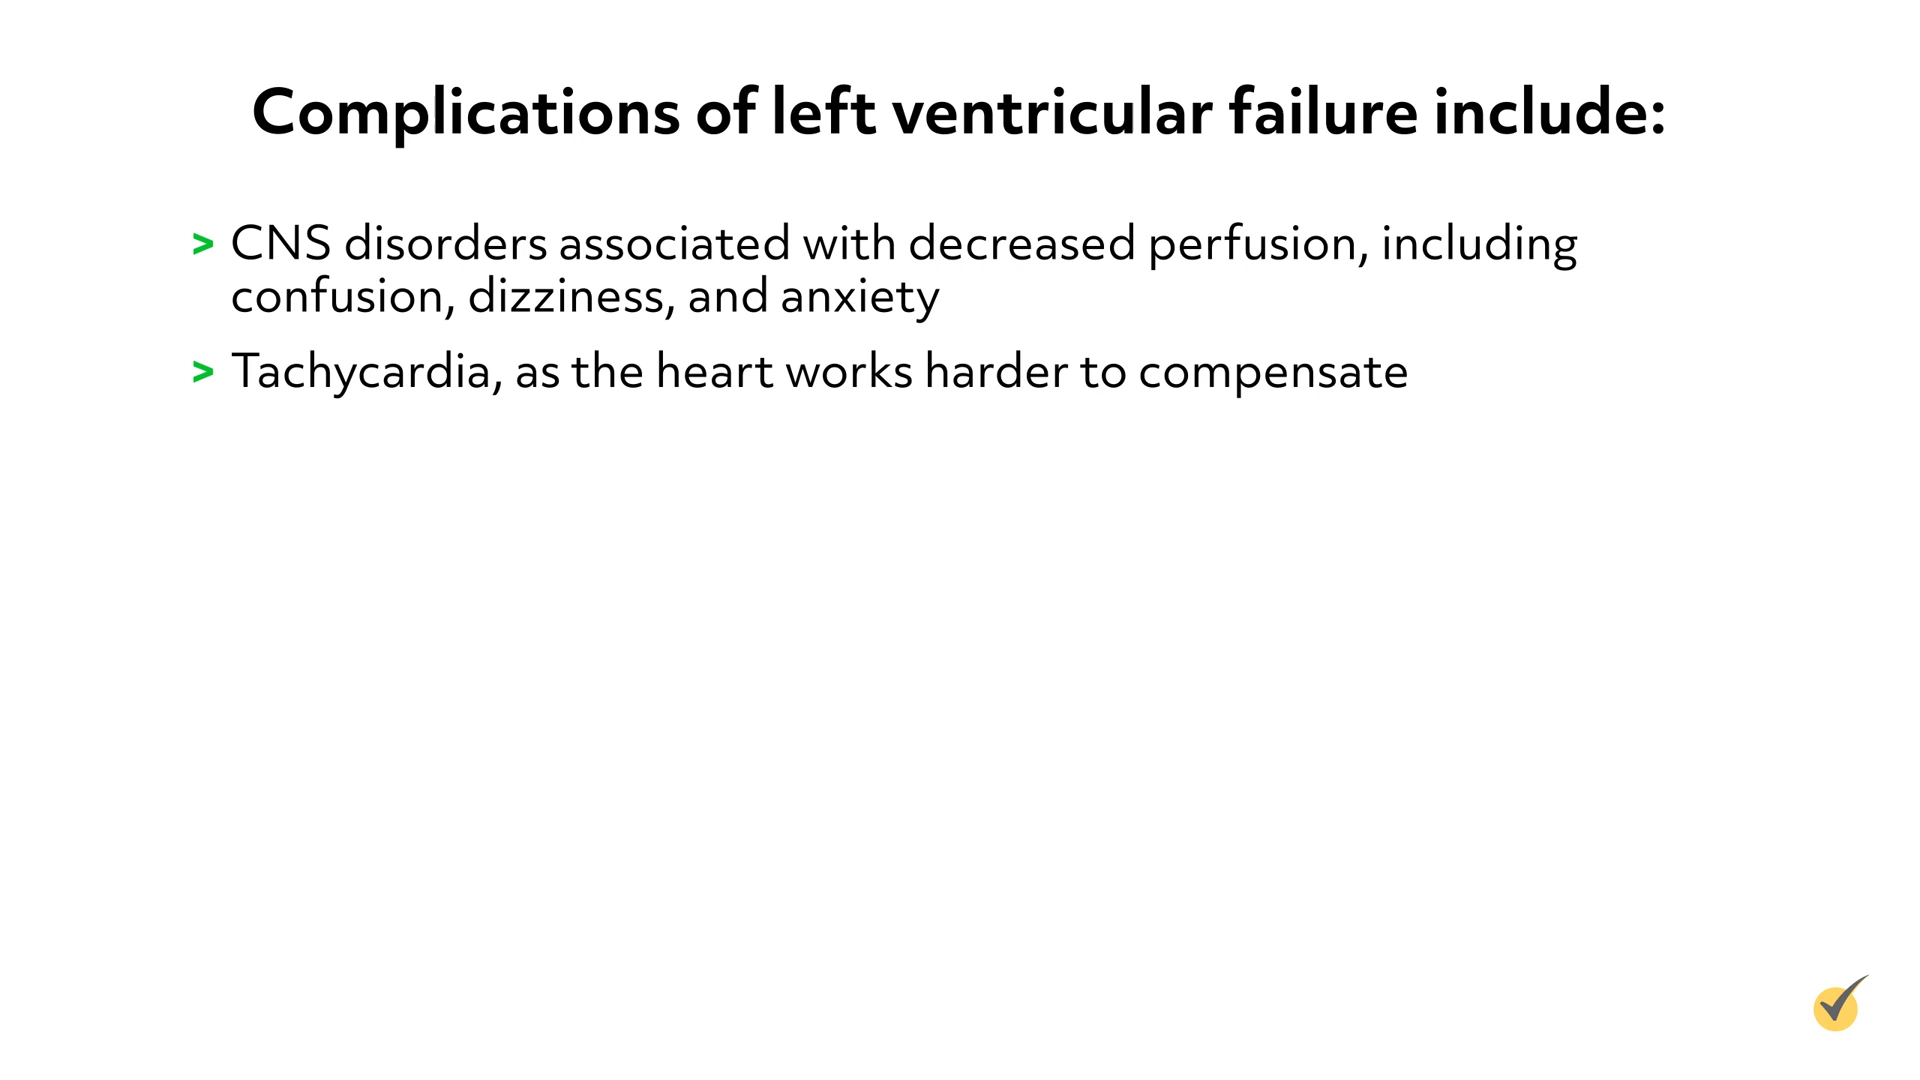 Complications of left ventricular failure include:
> CNS disorders associated with decreased perfusion, including
confusion, dizziness, and anxiety
> Tachycardia, as the heart works harder to compensate